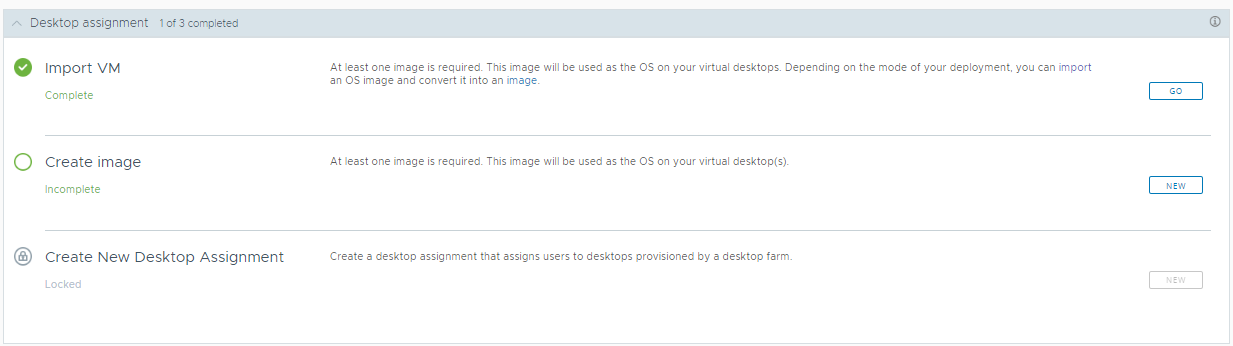 Desktop assignment 1 of 3 completed
Import VM
At least one image is required. This image will be used as the OS on your virtual desktops. Depending on the mode of your deployment, you can import
an OS image and convert it into an image.
Complete
GO
Create image
At least one image is required. This image will be used as the OS on your virtual desktop(s).
Incomplete
NEW
Create New Desktop Assignment
Create a desktop assignment that assigns users to desktops provisioned by a desktop farm.
Locked
NEW